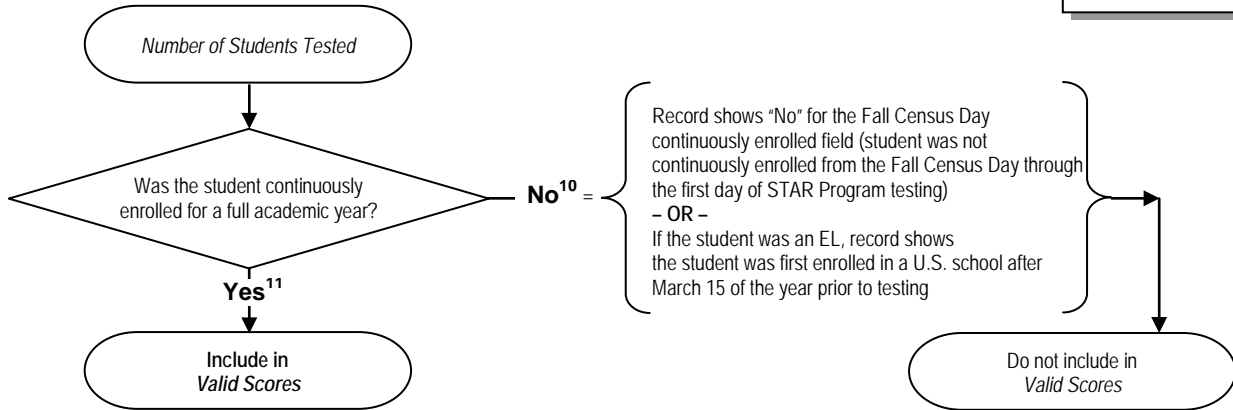 Number of Students Tested
Was the student continuously
enrolled for a full academic year?
No10 =
Record shows "No" for the Fall Census Day
continuously enrolled field (student was not
continuously enrolled from the Fall Census Day through
the first day of STAR Program testing)
– OR –
If the student was an EL, record shows
the student was first enrolled in a U.S. school after
March 15 of the year prior to testing
Yes11
Include in
Valid Scores
Do not include in
Valid Scores